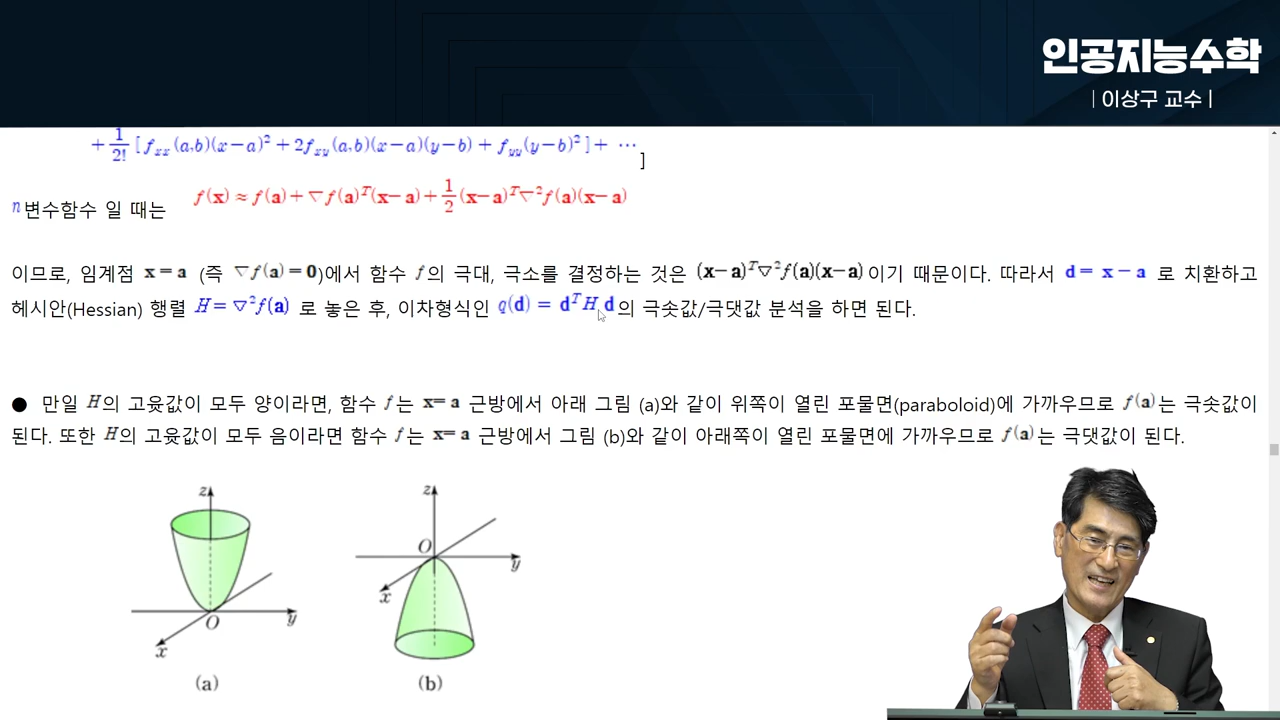 인공지능수학
| 이상구 교수 |
+ 1/2! [ f_xx (a,b)(x−a)² + 2f_xy (a,b)(x−a)(y−b) + f_yy (y−b)² ] + ⋯ ]
n변수함수 일 때는 f(x) ≈ f(a) + ▽f(a)ᵀ(x−a) + 1/2 (x−a)ᵀ▽²f(a)(x−a)
이므로, 임계점 x = a (즉 ▽f(a) = 0)에서 함수 f의 극대, 극소를 결정하는 것은 (x−a)ᵀ▽²f(a)(x−a) 이기 때문이다. 따라서 d = x − a 로 치환하고
헤시안(Hessian) 행렬 H = ▽²f(a) 로 놓은 후, 이차형식인 q(d) = dᵀH d 의 극솟값/극댓값 분석을 하면 된다.
● 만일 H의 고윳값이 모두 양이라면, 함수 f는 x= a 근방에서 아래 그림 (a)와 같이 위쪽이 열린 포물면(paraboloid)에 가까우므로 f(a)는 극솟값이
된다. 또한 H의 고윳값이 모두 음이라면 함수 f는 x= a 근방에서 그림 (b)와 같이 아래쪽이 열린 포물면에 가까우므로 f(a)는 극댓값이 된다.
z
O
y
x
(a)
z
O
y
x
(b)